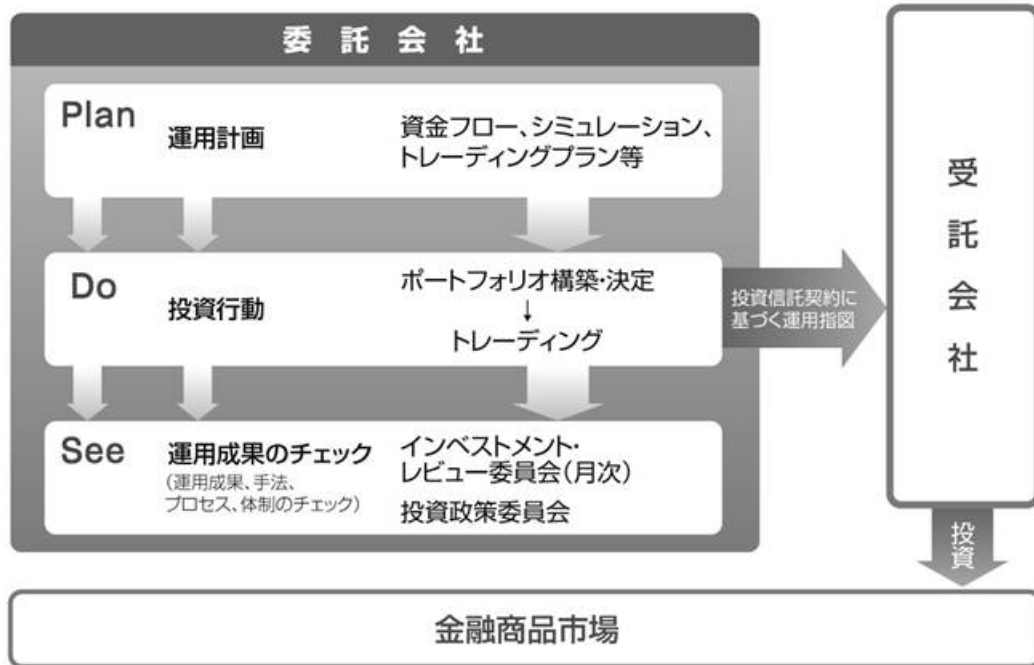 委託会社
Plan
運用計画
資金フロー、シミュレーション、
トレーディングプラン等
Do
投資行動
ポートフォリオ構築・決定
↓
トレーディング
投資信託契約に
基づく運用指図
See
運用成果のチェック
(運用成果、手法、
プロセス、体制のチェック)
インベストメント・
レビュー委員会(月次)
投資政策委員会
受託会社
投資
金融商品市場